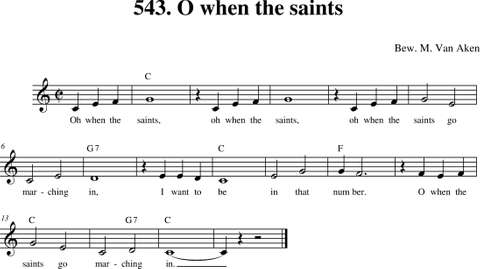 543. O when the saints
Bew. M. Van Aken
C
Oh when the saints, oh when the saints, oh when the saints go
6 G7 C F
mar - ching in, I want to be in that num ber. O when the
13 C G7 C
saints go mar - ching in.